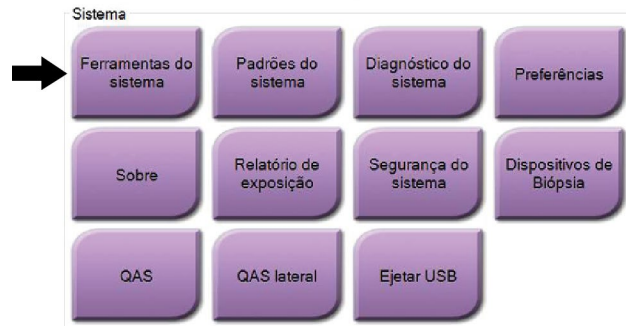 Sistema
Ferramentas do
sistema
Padrões do
sistema
Diagnóstico do
sistema
Preferências
Sobre
Relatório de
exposição
Segurança do
sistema
Dispositivos de
Biópsia
QAS
QAS lateral
Ejetar USB